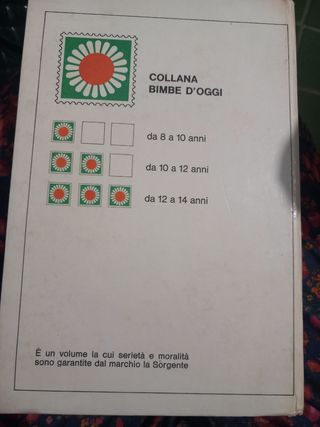 COLLANA
BIMBE D'OGGI
da 8 a 10 anni
da 10 a 12 anni
da 12 a 14 anni
È un volume la cui serietà e moralità
sono garantite dal marchio la Sorgente